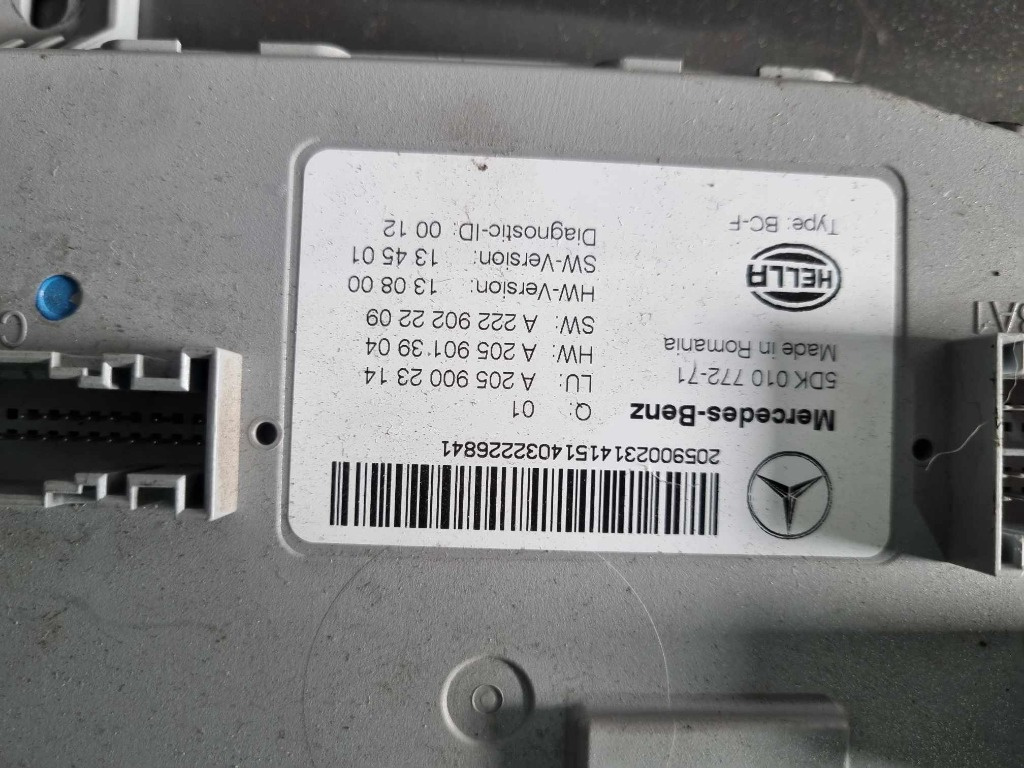 205900231415140322268​41
Mercedes-Benz
5DK 010 772-71
Made in Romania
HELLA
Type: BC-F
Q: 01
LU: A 205 900 23 14
HW: A 205 901 39 04
SW: A 222 902 22 09
HW-Version: 13 08 00
SW-Version: 13 45 01
Diagnostic-ID: 00 12